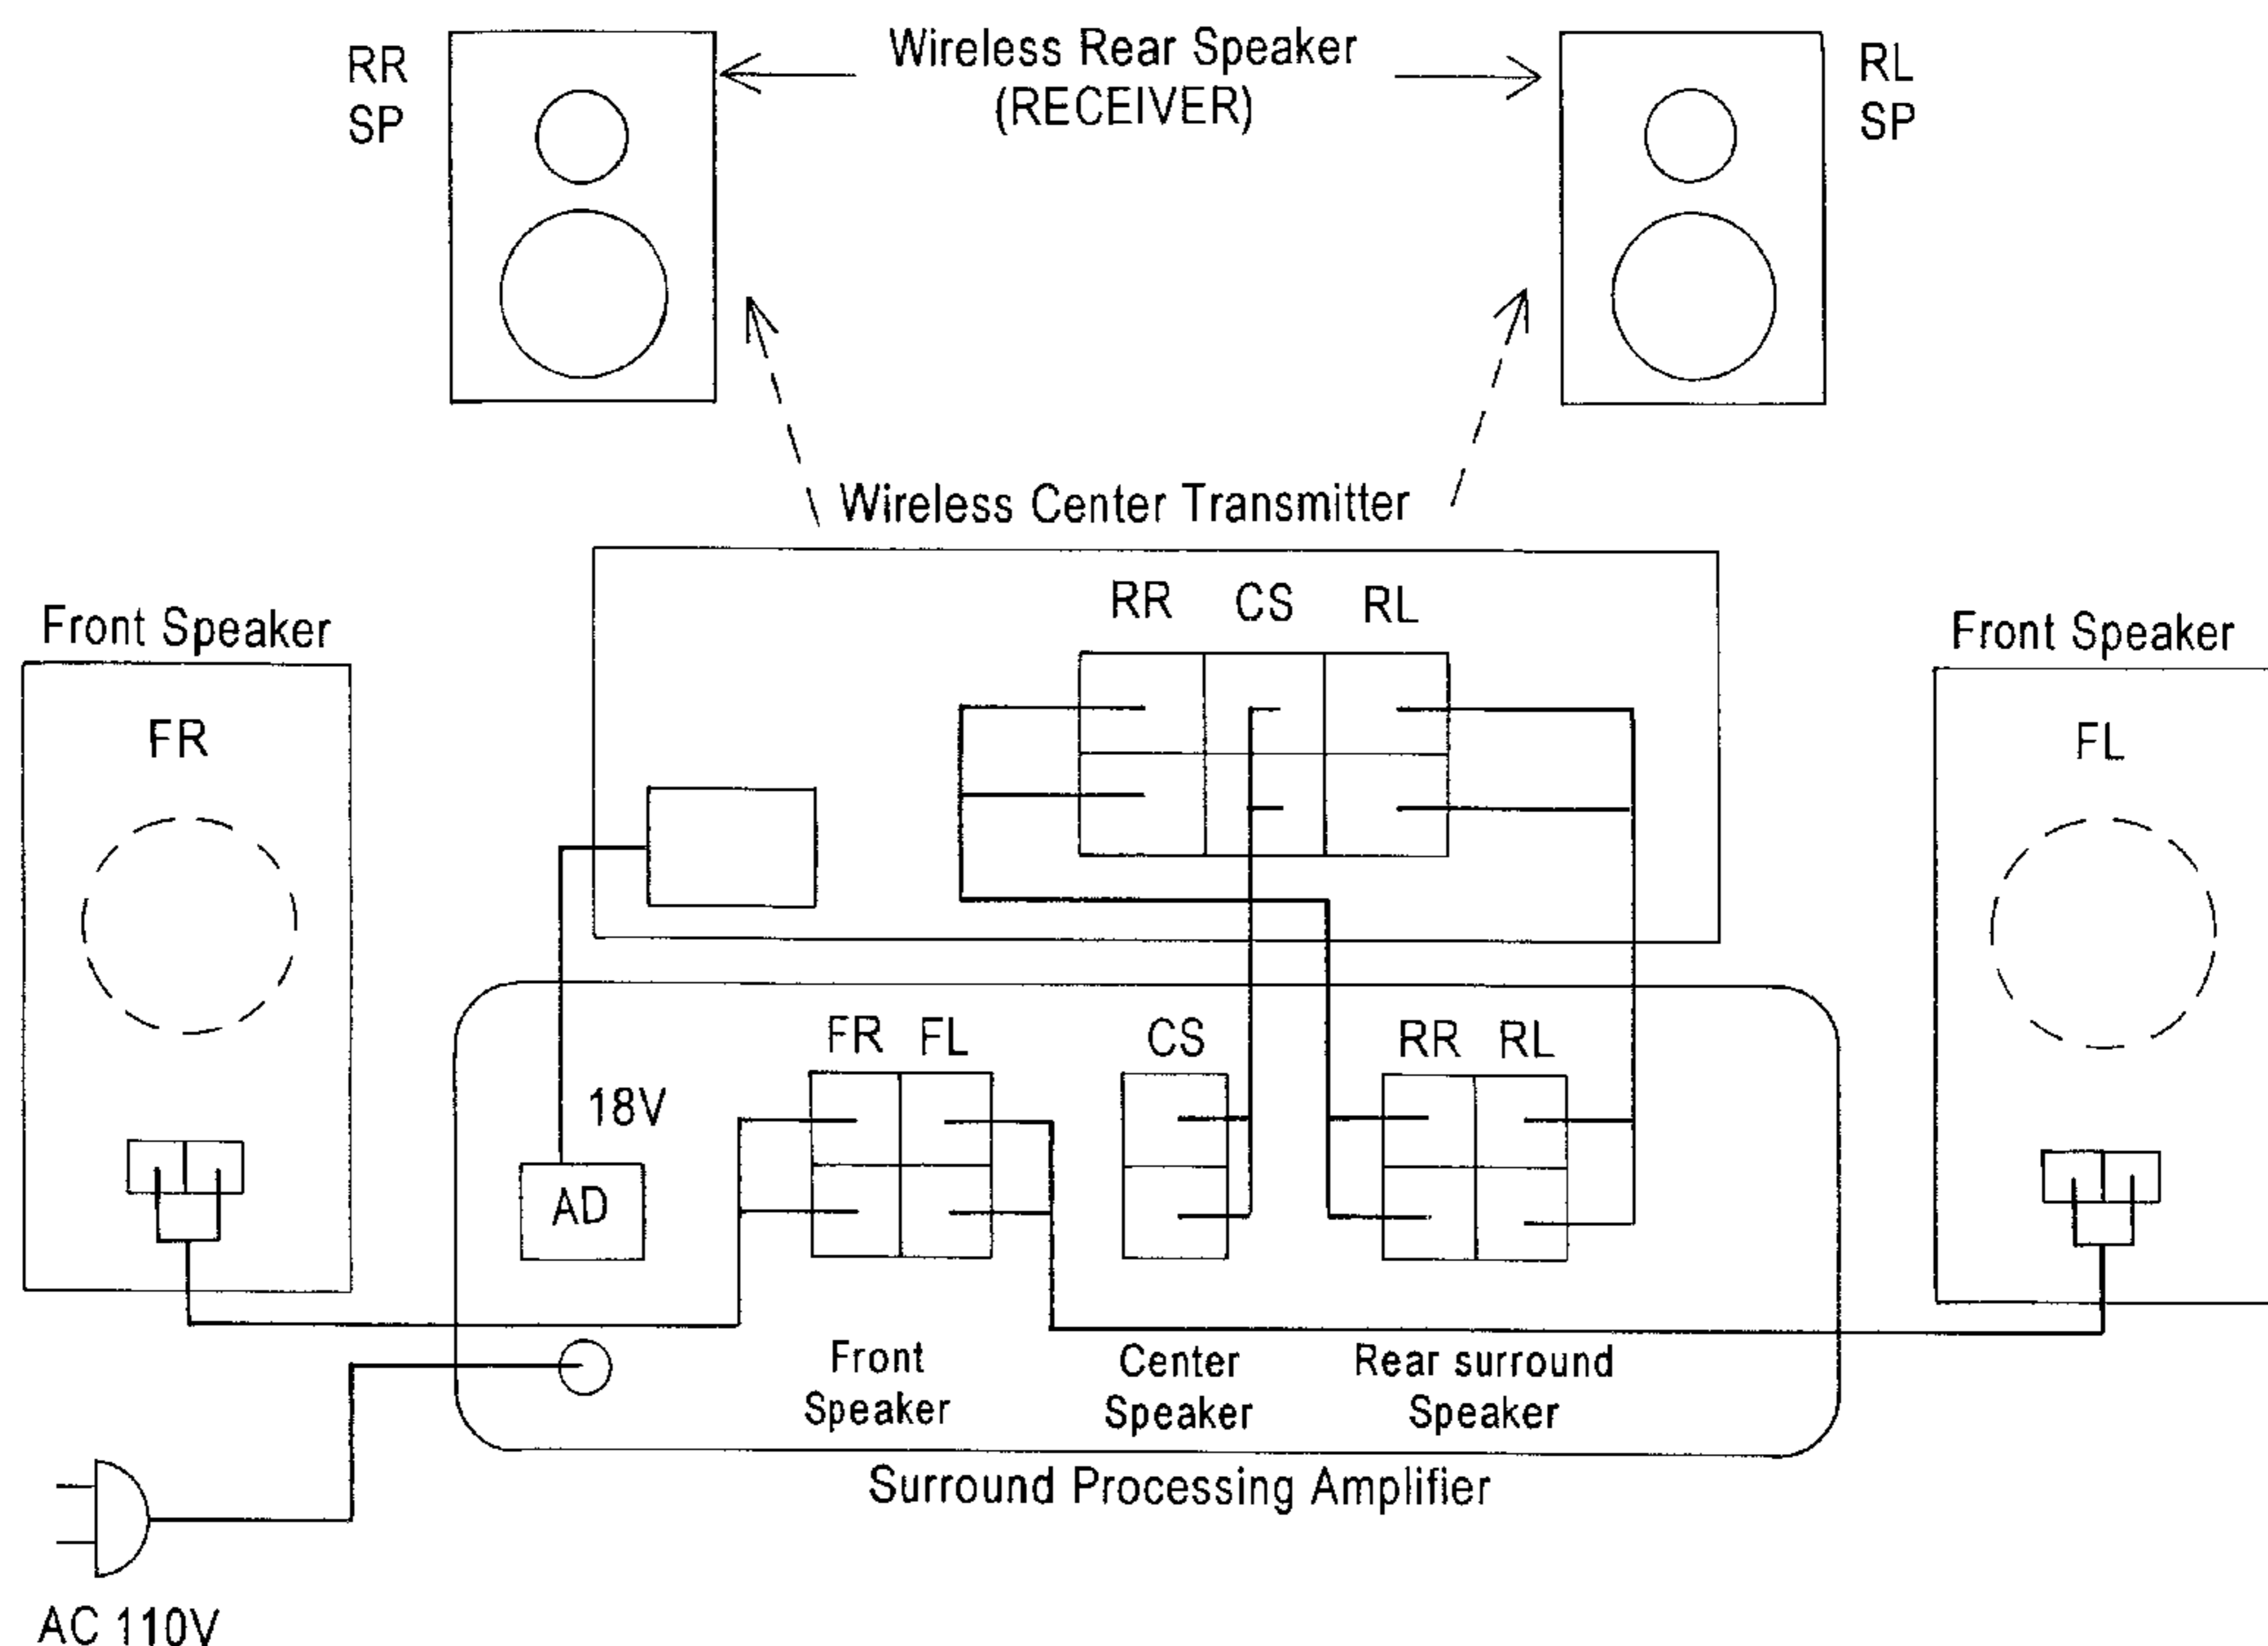 RR
SP
Wireless Rear Speaker
(RECEIVER)
RL
SP
Wireless Center Transmitter
RR CS RL
Front Speaker
FR
Front Speaker
FL
18V
AD
FR FL
CS
RR RL
Front
Speaker
Center
Speaker
Rear surround
Speaker
Surround Processing Amplifier
AC 110V